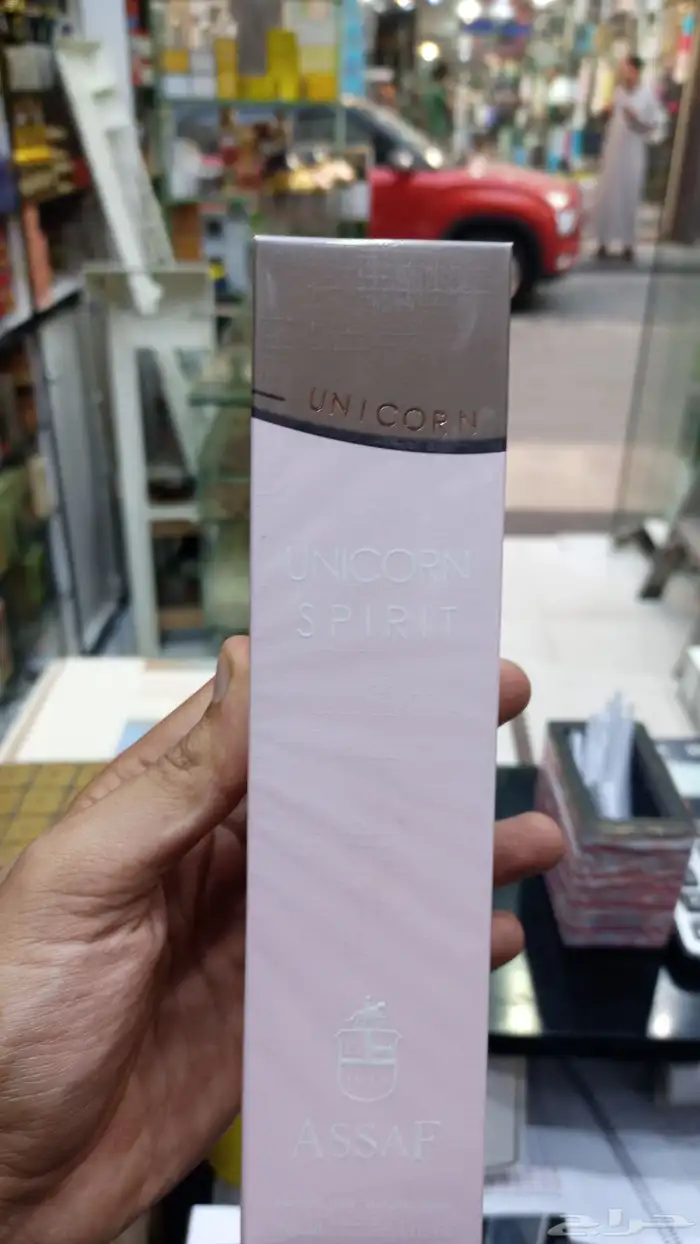 UNICORN
UNICORN
SPIRIT
ASSAF
حراج